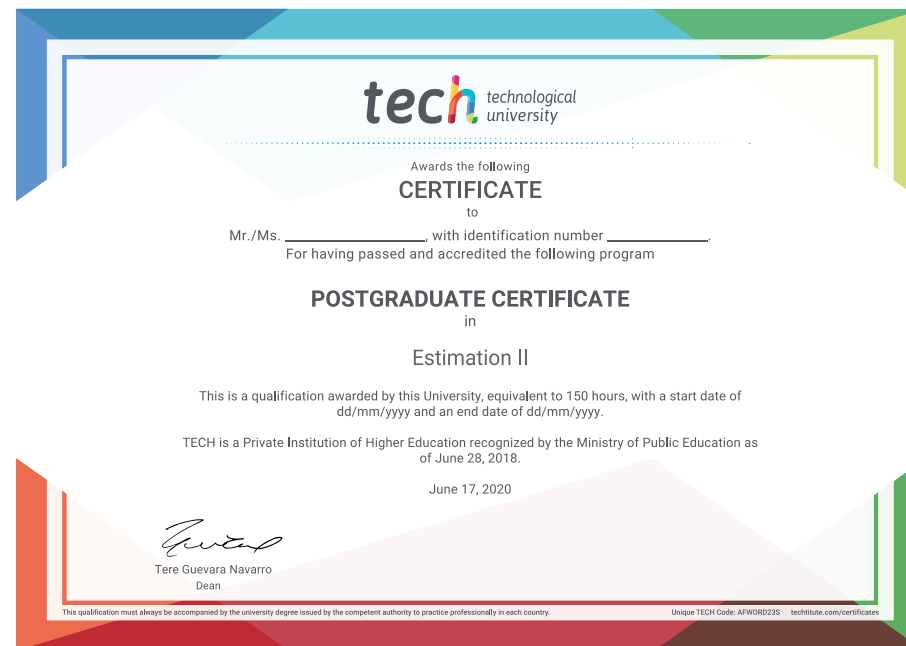 tech technological
university
Awards the following
CERTIFICATE
to
Mr./Ms. ____________________, with identification number ______________.
For having passed and accredited the following program
POSTGRADUATE CERTIFICATE
in
Estimation II
This is a qualification awarded by this University, equivalent to 150 hours, with a start date of
dd/mm/yyyy and an end date of dd/mm/yyyy.
TECH is a Private Institution of Higher Education recognized by the Ministry of Public Education as
of June 28, 2018.
June 17, 2020
Tere Guevara Navarro
Dean
This qualification must always be accompanied by the university degree issued by the competent authority to practice professionally in each country. Unique TECH Code: AFWORD23S techtitute.com/certificates